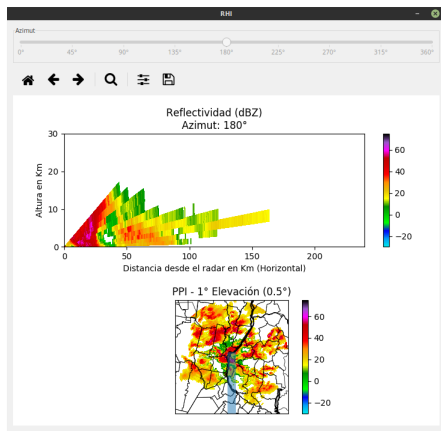 RHI
Azimut
0° 45° 90° 135° 180° 225° 270° 315° 360°
Reflectividad (dBZ)
Azimut: 180°
Altura en Km
30
20
10
0
0 50 100 150 200
Distancia desde el radar en Km (Horizontal)
60
40
20
0
−20
PPI - 1° Elevación (0.5°)
60
40
20
0
−20